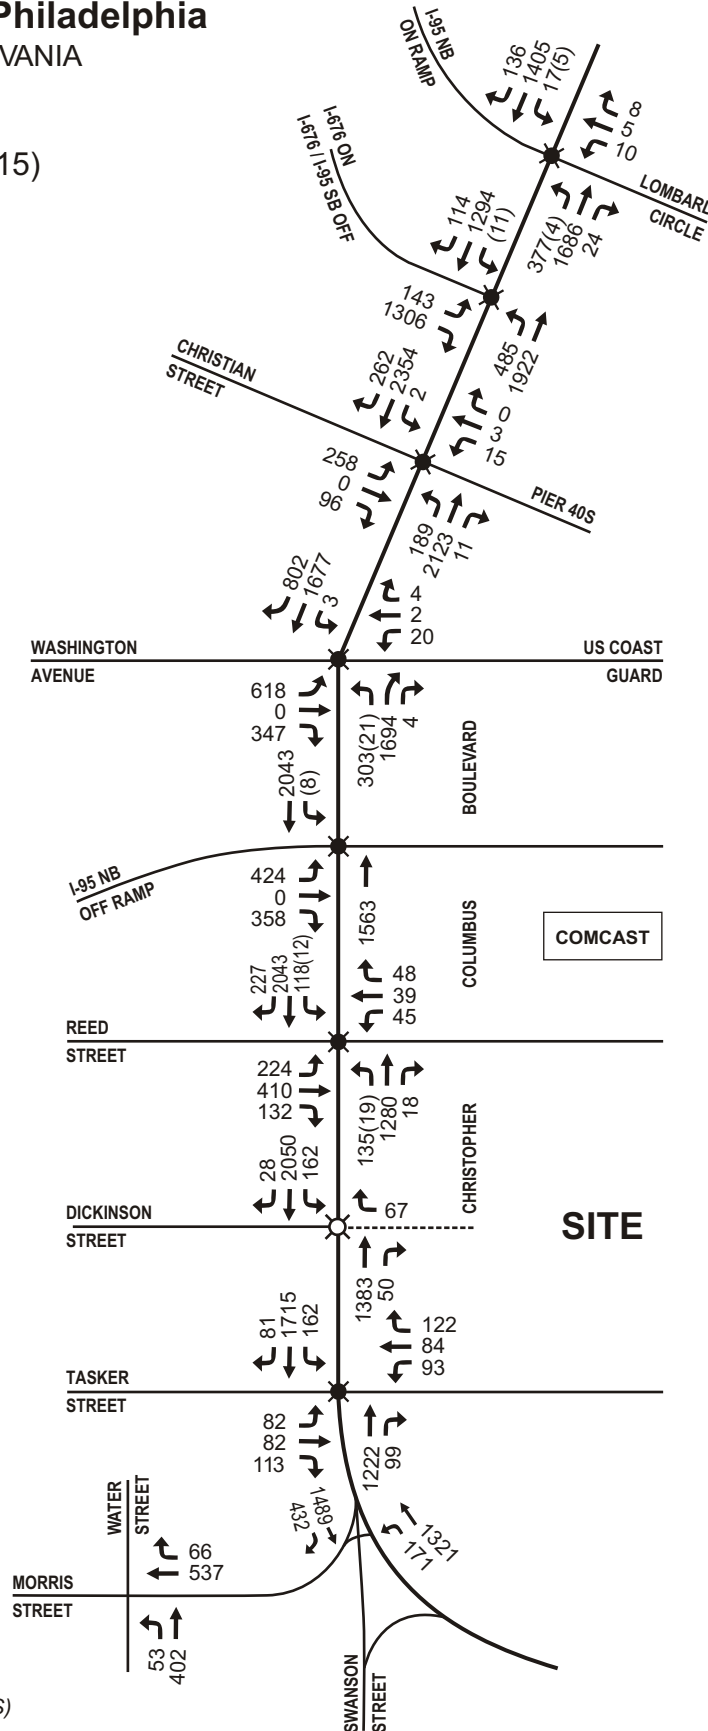 Philadelphia
VANIA
15)
I-95 NB
ON RAMP
136
1405
17(5)
8
5
10
LOMBARD
CIRCLE
377(4)
1686
24
I-676 ON
I-676 / I-95 SB OFF
114
1294
(11)
143
1306
485
1922
CHRISTIAN
STREET
262
2354
2
0
3
15
258
0
96
PIER 40S
189
2123
11
802
1677
3
4
2
20
WASHINGTON
AVENUE
US COAST
GUARD
618
0
347
303(21)
1694
4
BOULEVARD
2043
(8)
I-95 NB
OFF RAMP
424
0
358
1563
COLUMBUS
COMCAST
227
2043
118(12)
48
39
45
REED
STREET
224
410
132
135(19)
1280
18
CHRISTOPHER
28
2050
162
67
DICKINSON
STREET
SITE
1383
50
81
1715
162
122
84
93
TASKER
STREET
82
82
113
1222
99
WATER
STREET
432
1489
1321
171
66
537
MORRIS
STREET
53
402
SWANSON
STREET
S)